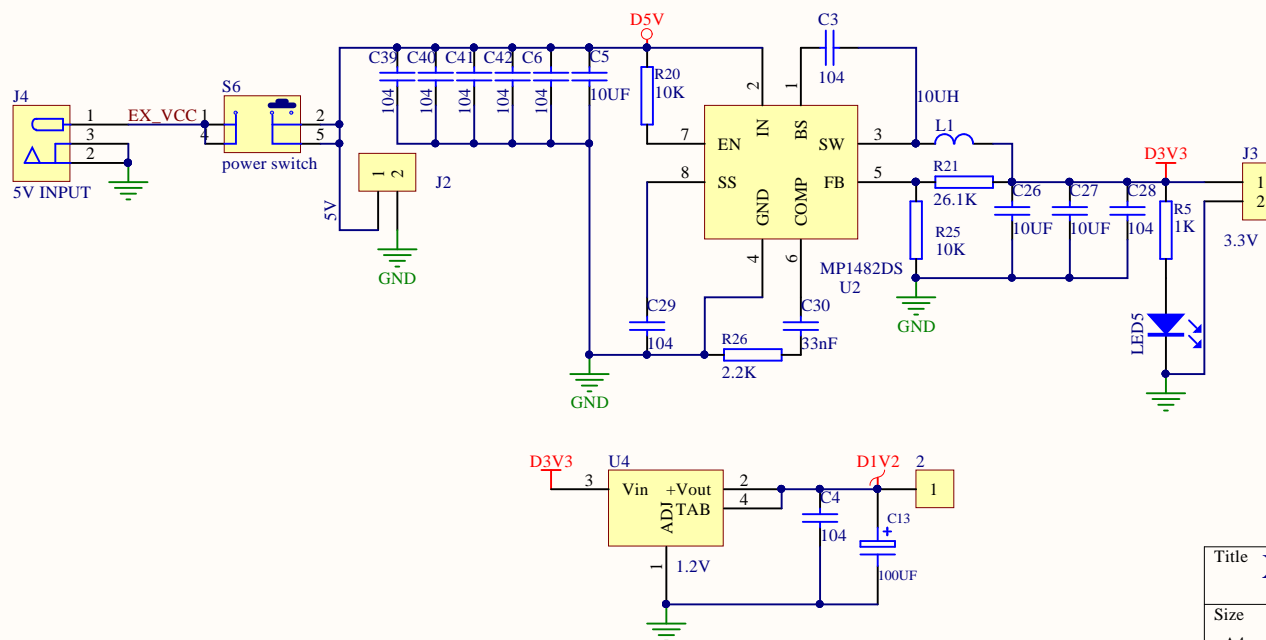 D5V
C3
C39
C40
C41
C42
C6
C5
104
104
104
104
104
10UF
R20
10K
2
1
104
10UH
J4
1
3
2
5V INPUT
EX_VCC
S6
1
4
2
5
power switch
1
2
J2
5V
GND
7
EN
IN
BS
SW
3
L1
8
SS
GND
COMP
FB
5
4
6
MP1482DS
U2
R21
26.1K
R25
10K
GND
C26
10UF
C27
10UF
C28
104
D3V3
R5
1K
J3
1
2
3.3V
LED5
C29
104
R26
2.2K
C30
33nF
GND
D3V3
3
U4
Vin
+Vout
ADJ
TAB
2
4
1
1.2V
C4
104
D1V2
2
1
+
C13
100UF
Title
Size